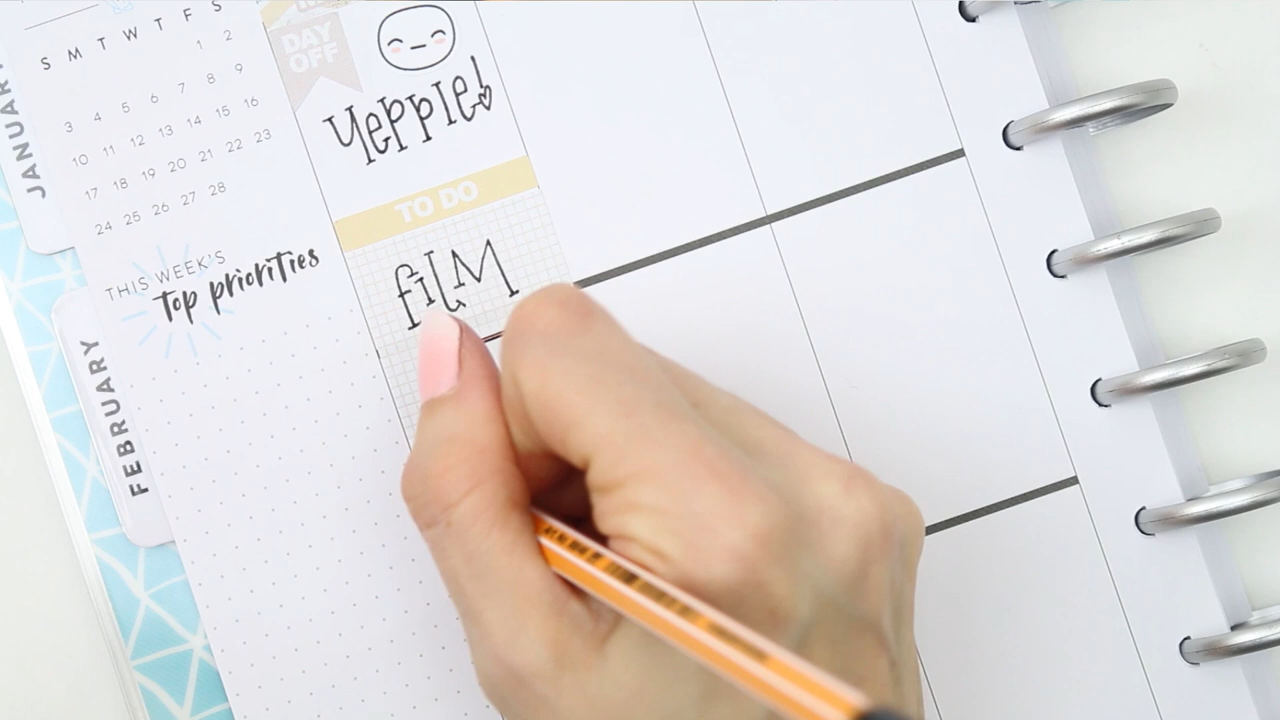 JANUARY
S M T W T F S
1 2
3 4 5 6 7 8 9
10 11 12 13 14 15 16
17 18 19 20 21 22 23
24 25 26 27 28
THIS WEEK'S
top priorities
FEBRUARY
DAY
OFF
YEPPIE!
TO DO
fILM